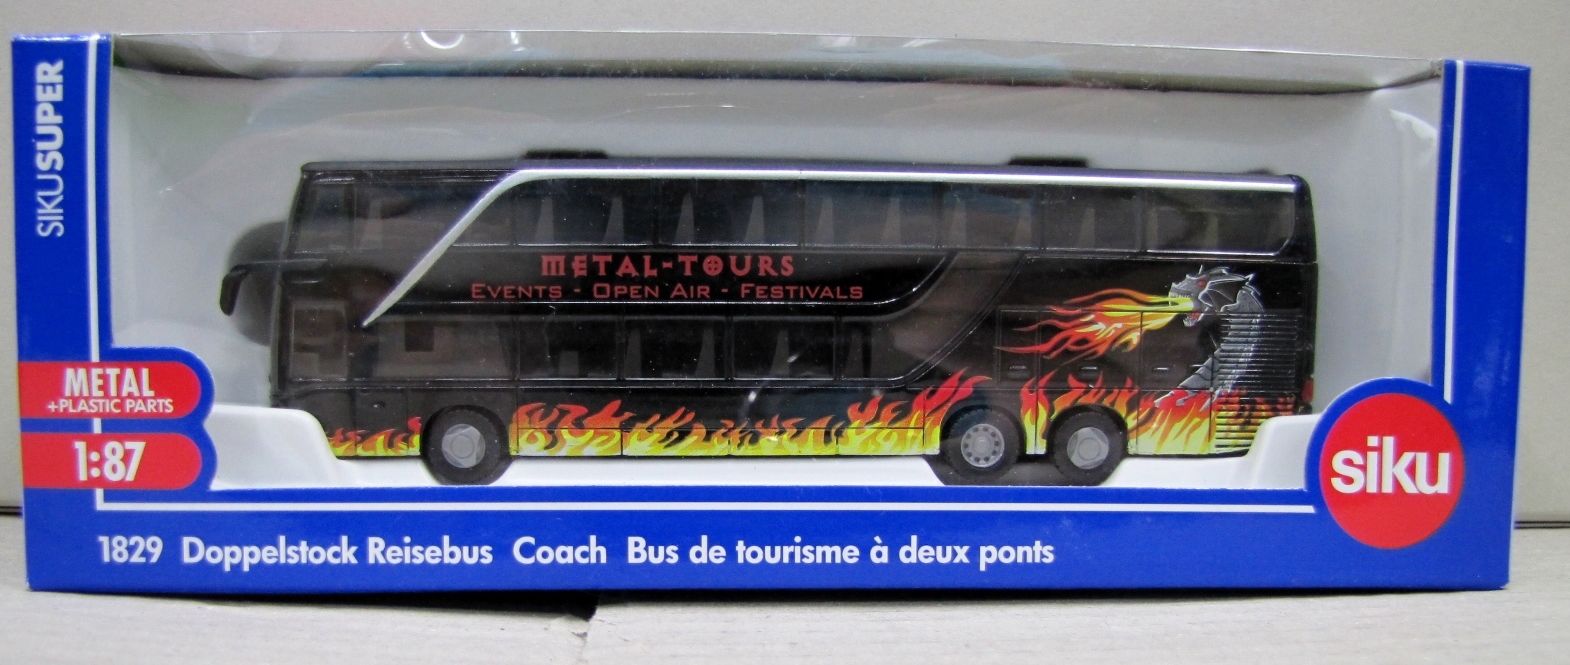 SIKUSUPER
METAL-TOURS
EVENTS - OPEN AIR - FESTIVALS
METAL
+PLASTIC PARTS
1:87
siku
1829 Doppelstock Reisebus Coach Bus de tourisme à deux ponts